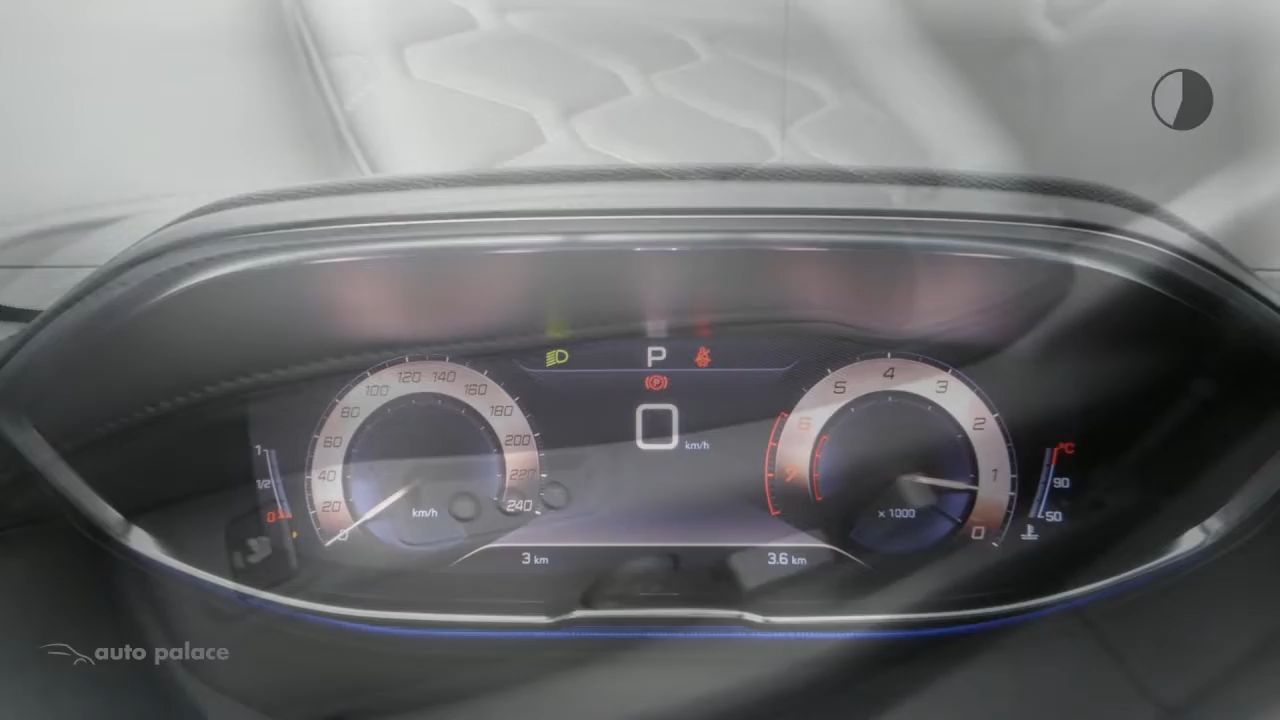 P
120 140
100 160
80 180
60 200
40 220
20 240
0
km/h
0 km/h
5 4 3
6 2
7 1
0
x 1000
1
1/2
0
°C
90
50
3 km
3.6 km
auto palace